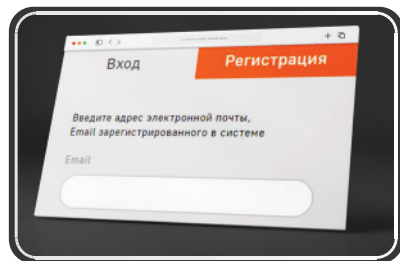 Вход
Регистрация
Введите адрес электронной почты,
Email зарегистрированного в системе
Email